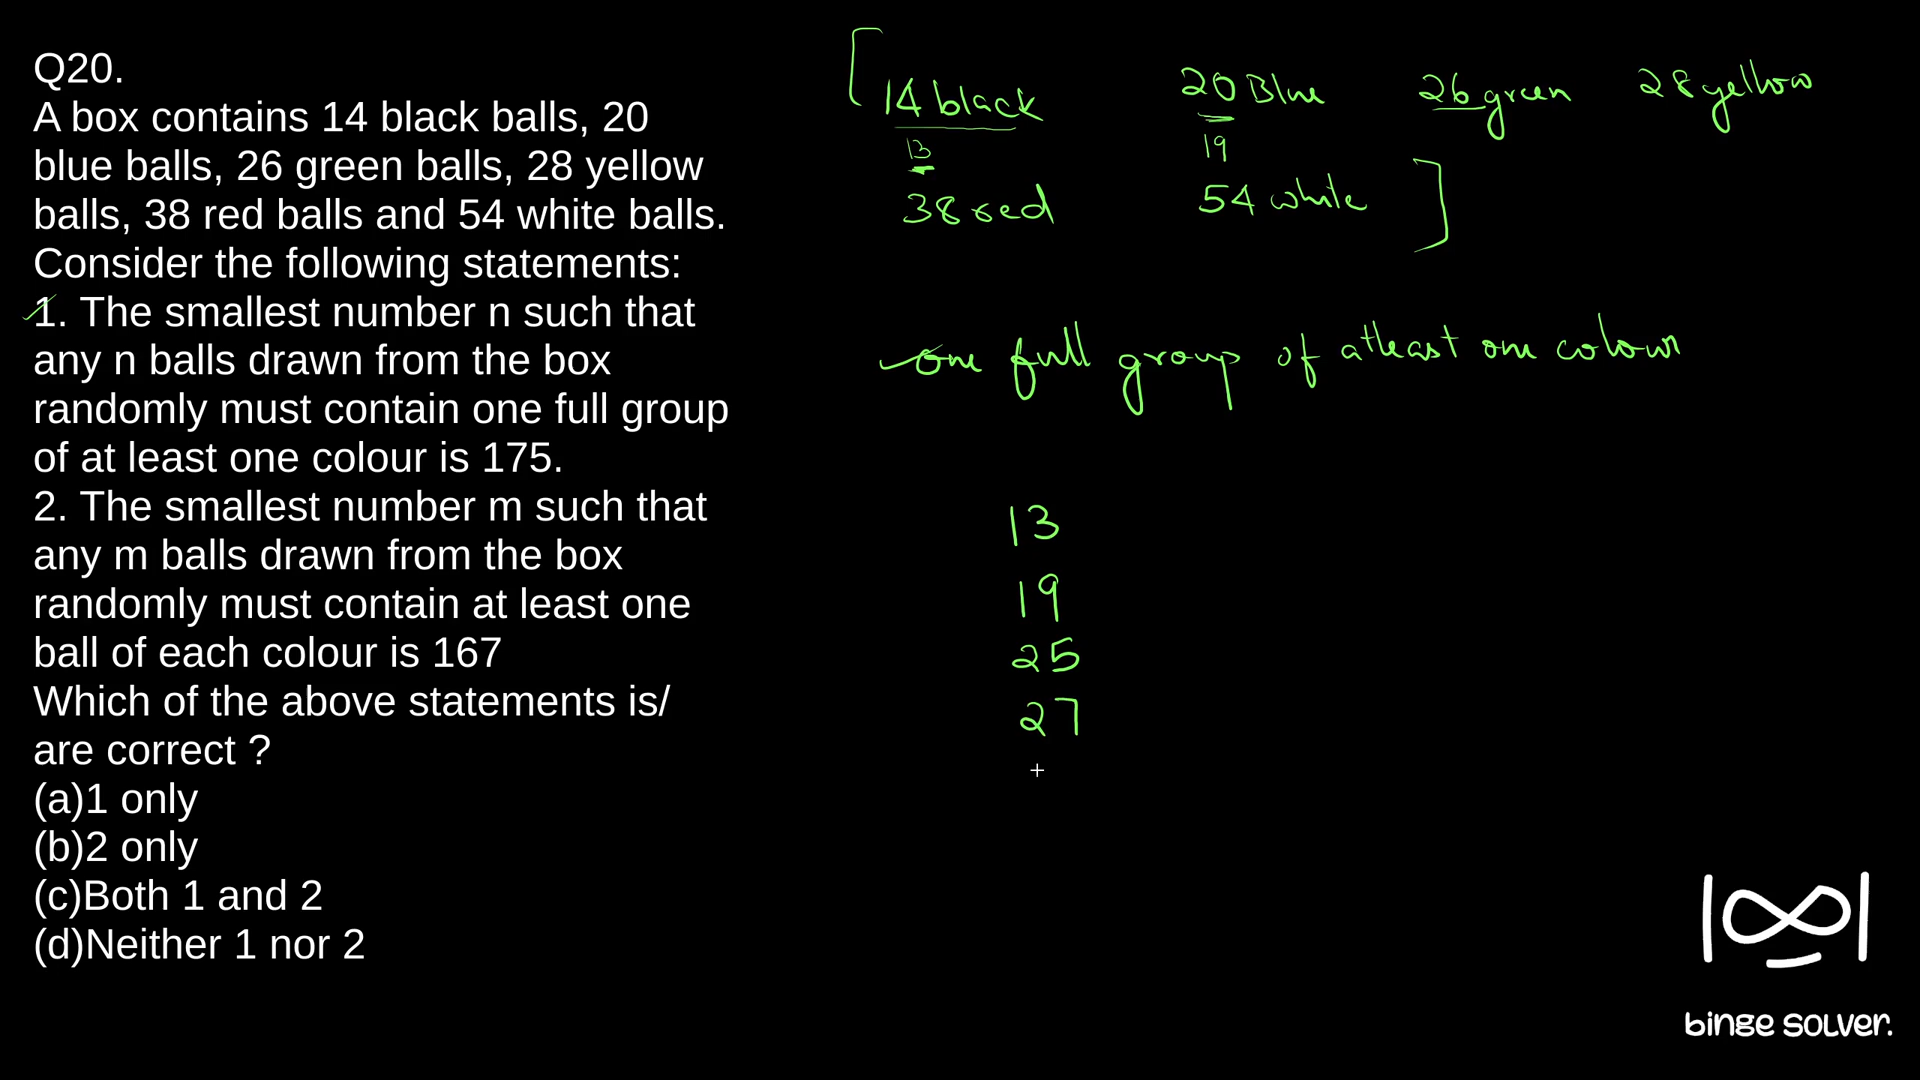 Q20.
A box contains 14 black balls, 20
blue balls, 26 green balls, 28 yellow
balls, 38 red balls and 54 white balls.
Consider the following statements:
1. The smallest number n such that
any n balls drawn from the box
randomly must contain one full group
of at least one colour is 175.
2. The smallest number m such that
any m balls drawn from the box
randomly must contain at least one
ball of each colour is 167
Which of the above statements is/
are correct ?
(a)1 only
(b)2 only
(c)Both 1 and 2
(d)Neither 1 nor 2
14 black 20 Blue 26 green 28 yellow
13 19
38 red 54 white
one full group of atleast one colour
13
19
25
27
binge solver.